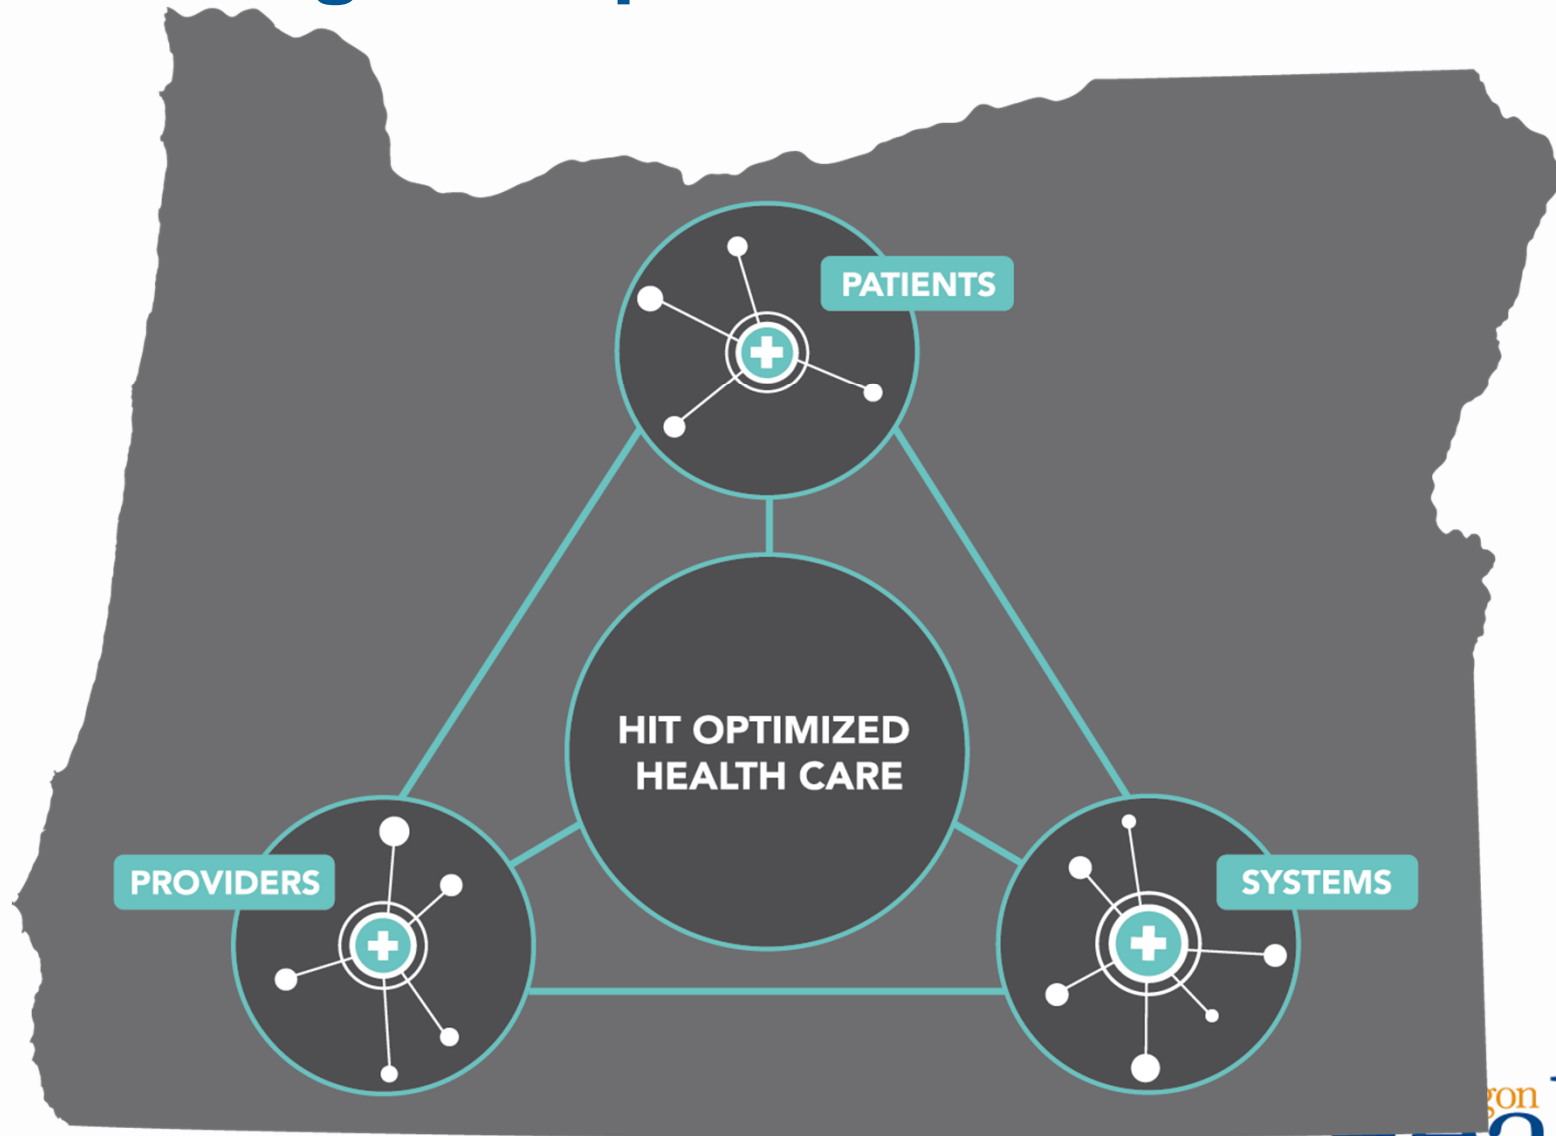 PATIENTS
HIT OPTIMIZED
HEALTH CARE
PROVIDERS
SYSTEMS